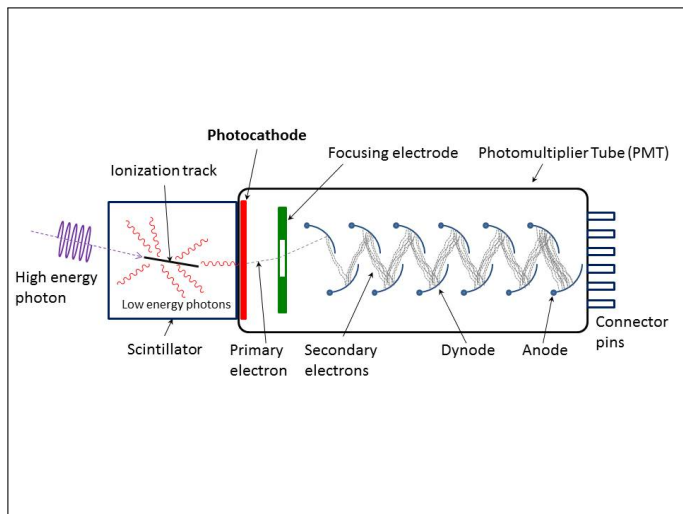 Photocathode
Focusing electrode
Photomultiplier Tube (PMT)
Ionization track
High energy
photon
Low energy photons
Scintillator
Primary
electron
Secondary
electrons
Dynode
Anode
Connector
pins